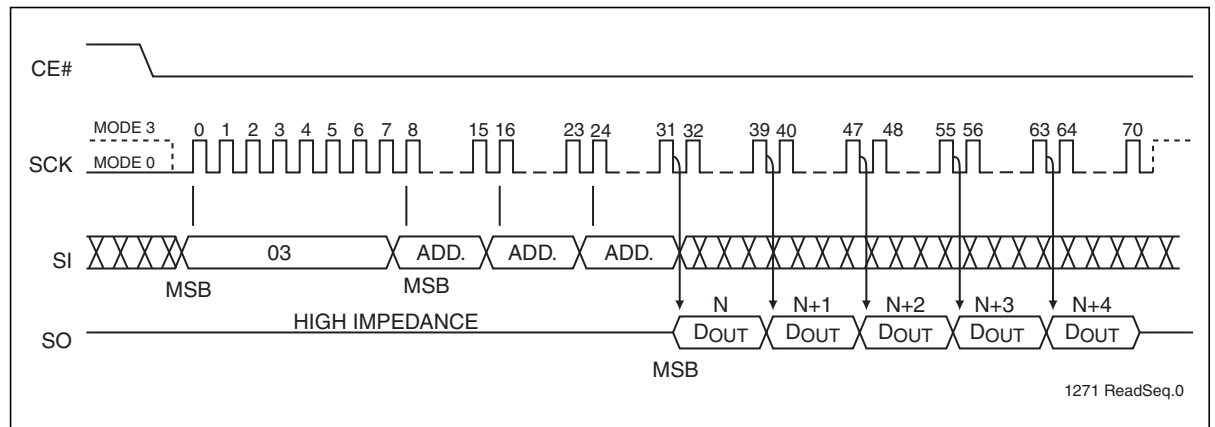 CE#
MODE 3 0 1 2 3 4 5 6 7 8 15 16 23 24 31 32 39 40 47 48 55 56 63 64 70
SCK MODE 0
SI 03 ADD. ADD. ADD.
MSB MSB
HIGH IMPEDANCE N N+1 N+2 N+3 N+4
SO DOUT DOUT DOUT DOUT DOUT
MSB
1271 ReadSeq.0